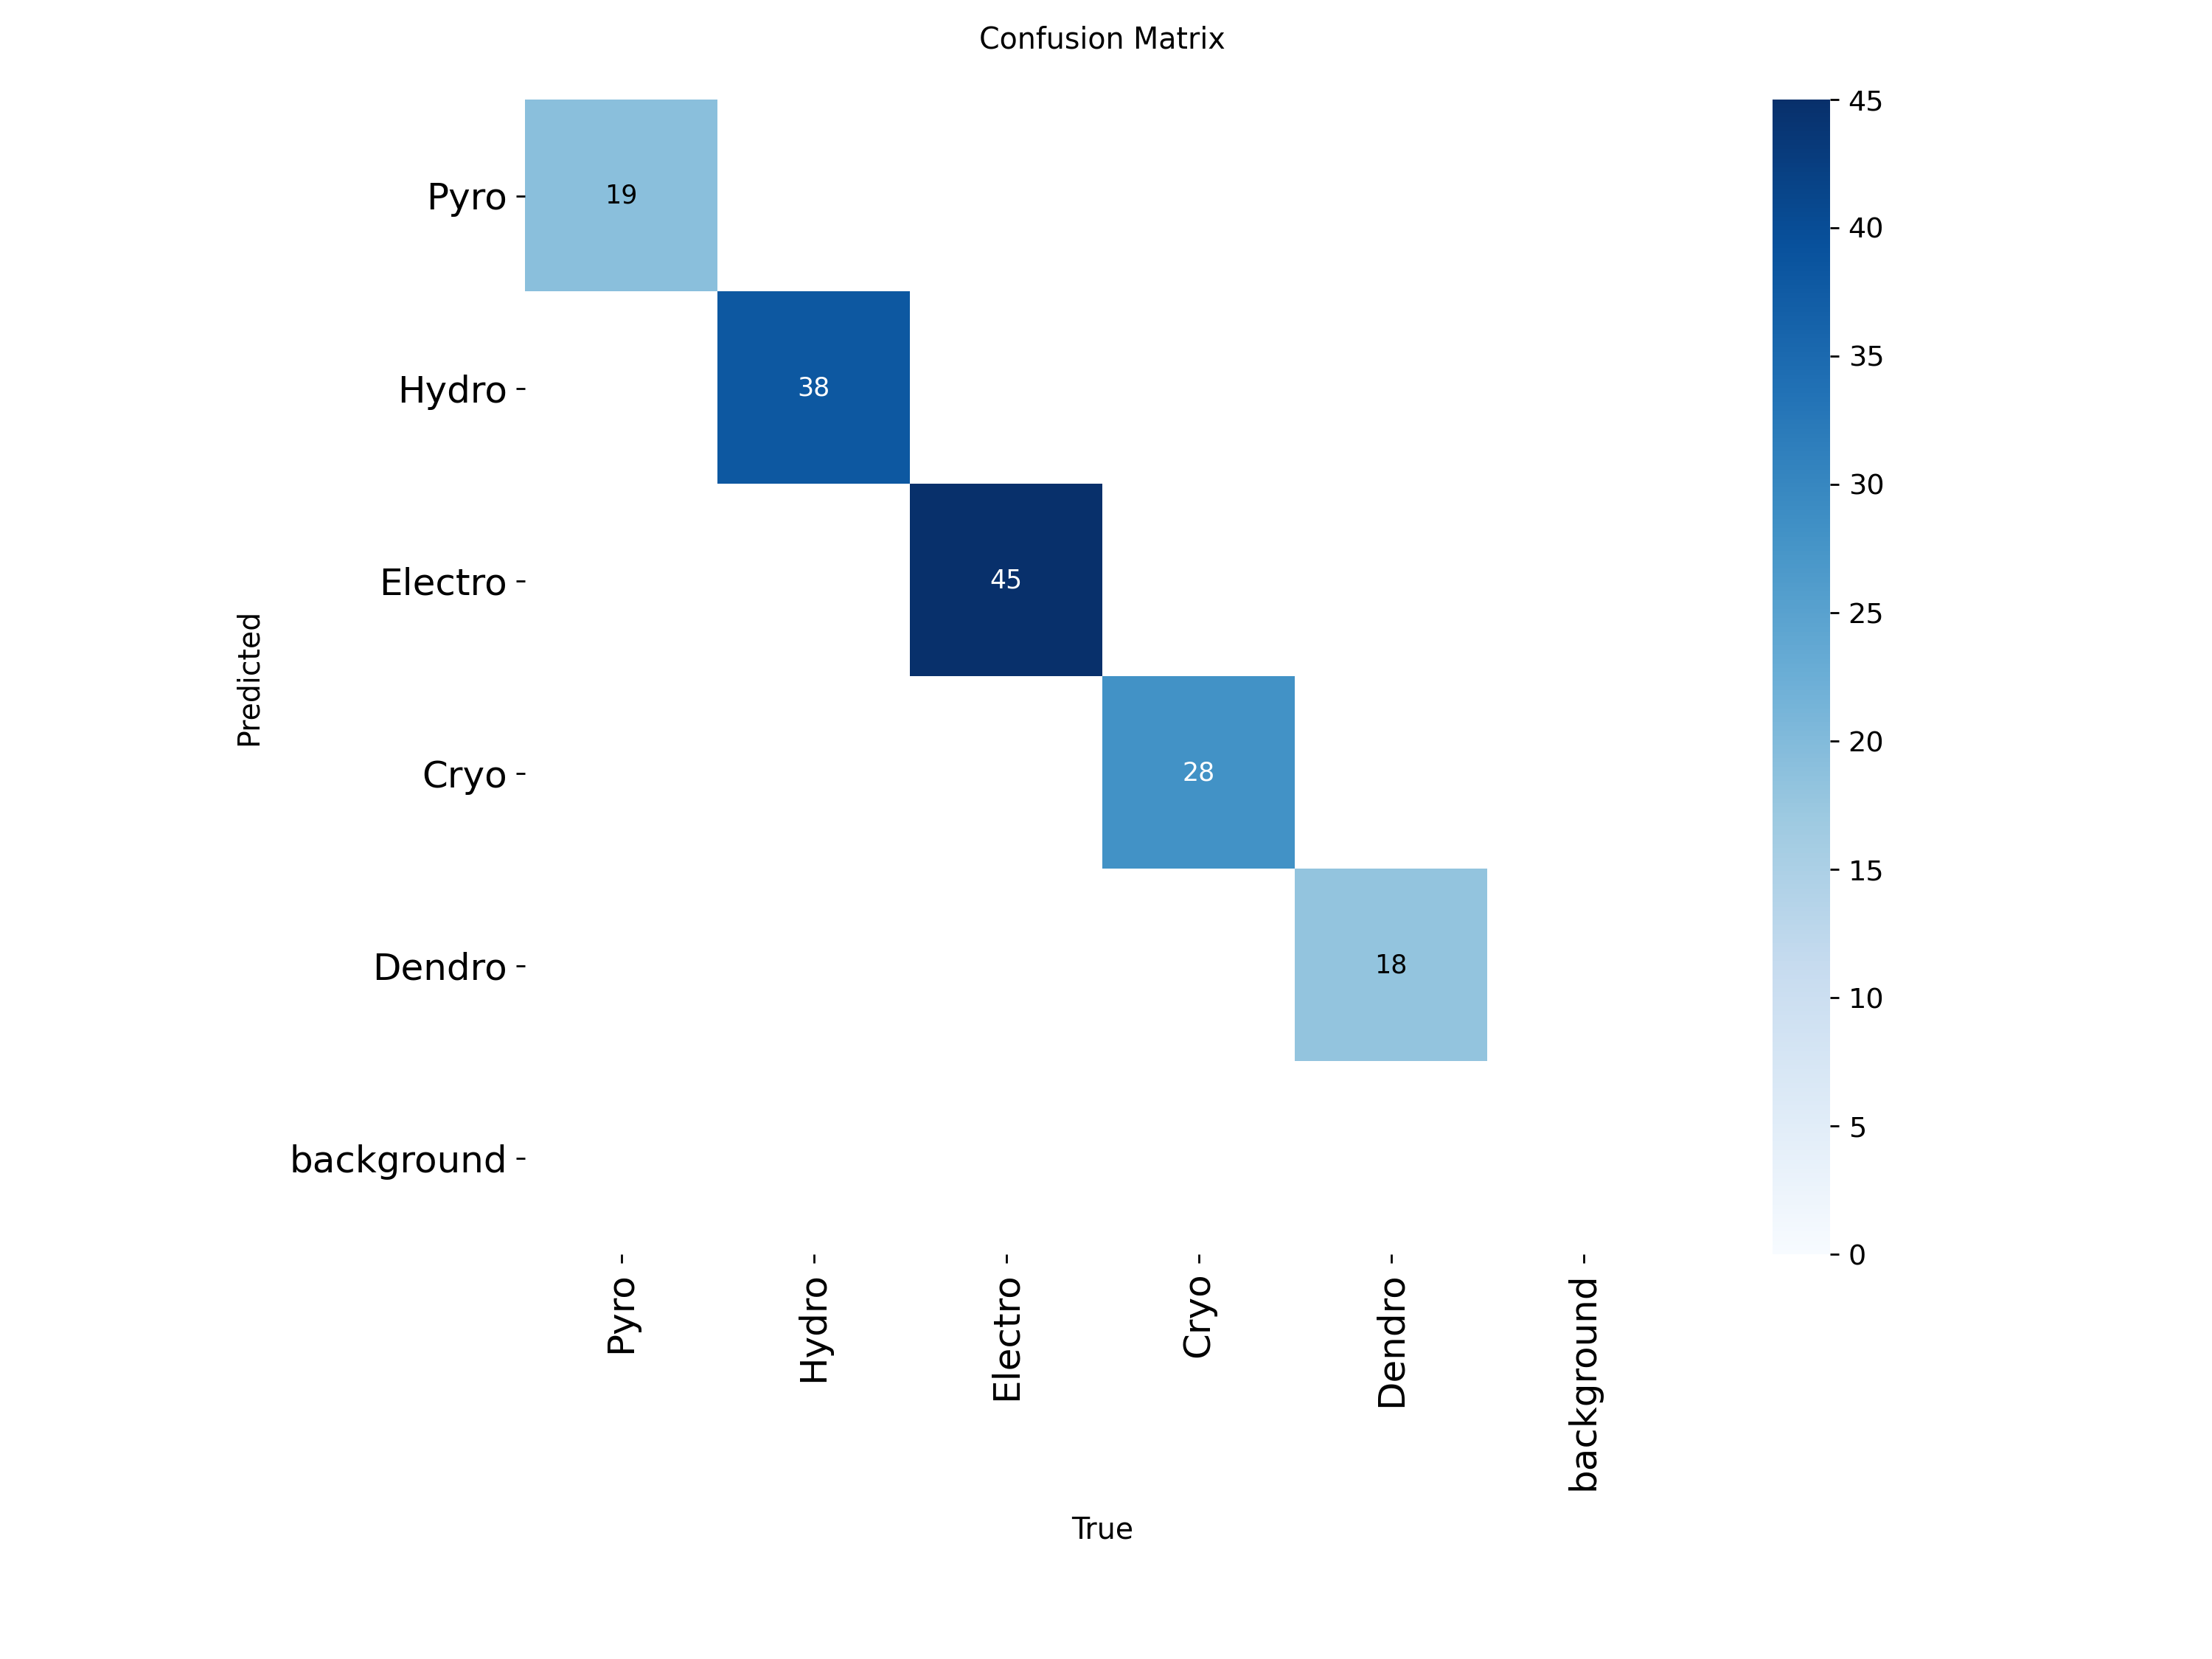 Confusion Matrix
Pyro
19
Hydro
38
Electro
45
Cryo
28
Dendro
18
background
Predicted
Pyro
Hydro
Electro
Cryo
Dendro
background
True
45
40
35
30
25
20
15
10
5
0